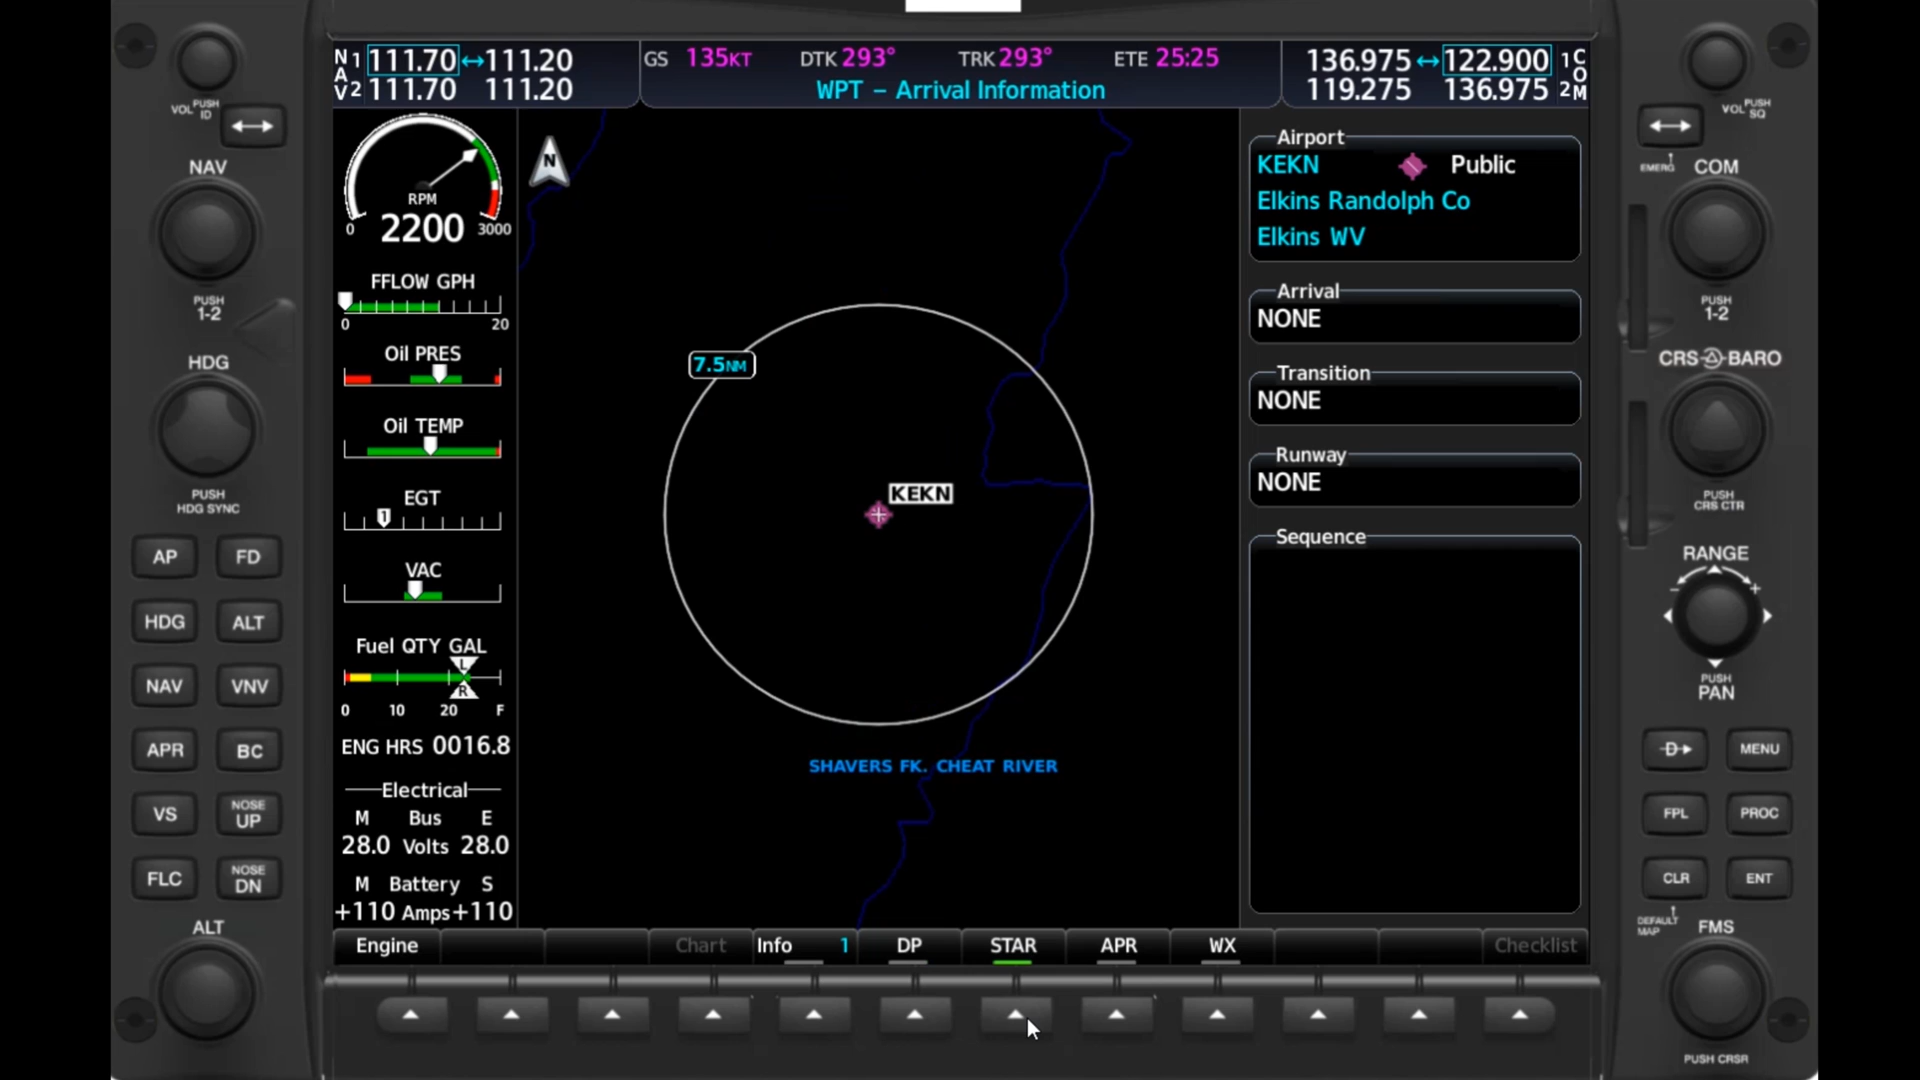 N1 111.70 ↔ 111.20
A
V2 111.70 111.20
GS 135KT DTK 293° TRK 293° ETE 25:25
WPT – Arrival Information
136.975 ↔ 122.900 1C
O
119.275 136.975 2M
VOL PUSH ID
NAV
PUSH 1-2
HDG
PUSH HDG SYNC
AP FD
HDG ALT
NAV VNV
APR BC
VS NOSE UP
FLC NOSE DN
ALT
RPM
0 2200 3000
FFLOW GPH
0 20
Oil PRES
Oil TEMP
EGT
1
VAC
Fuel QTY GAL
L
R
0 10 20 F
ENG HRS 0016.8
Electrical
M Bus E
28.0 Volts 28.0
M Battery S
+110 Amps +110
N
7.5NM
KEKN
SHAVERS FK. CHEAT RIVER
Airport
KEKN Public
Elkins Randolph Co
Elkins WV
Arrival
NONE
Transition
NONE
Runway
NONE
Sequence
Engine Chart Info 1 DP STAR APR WX Checklist
VOL PUSH SQ
EMERG
COM
PUSH 1-2
CRS BARO
PUSH CRS CTR
RANGE
- +
PUSH
PAN
D MENU
FPL PROC
CLR ENT
DEFAULT MAP
FMS
PUSH CRSR